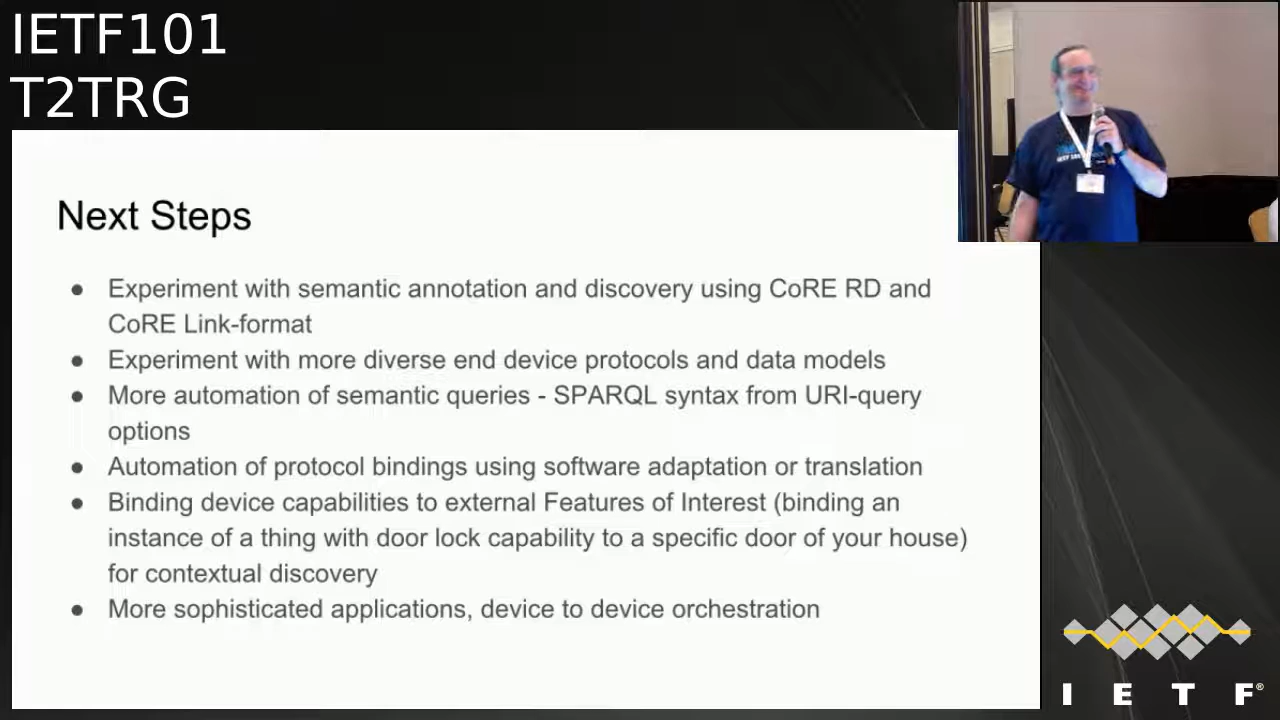 IETF101
T2TRG
Next Steps
● Experiment with semantic annotation and discovery using CoRE RD and
CoRE Link-format
● Experiment with more diverse end device protocols and data models
● More automation of semantic queries - SPARQL syntax from URI-query
options
● Automation of protocol bindings using software adaptation or translation
● Binding device capabilities to external Features of Interest (binding an
instance of a thing with door lock capability to a specific door of your house)
for contextual discovery
● More sophisticated applications, device to device orchestration
I E T F®